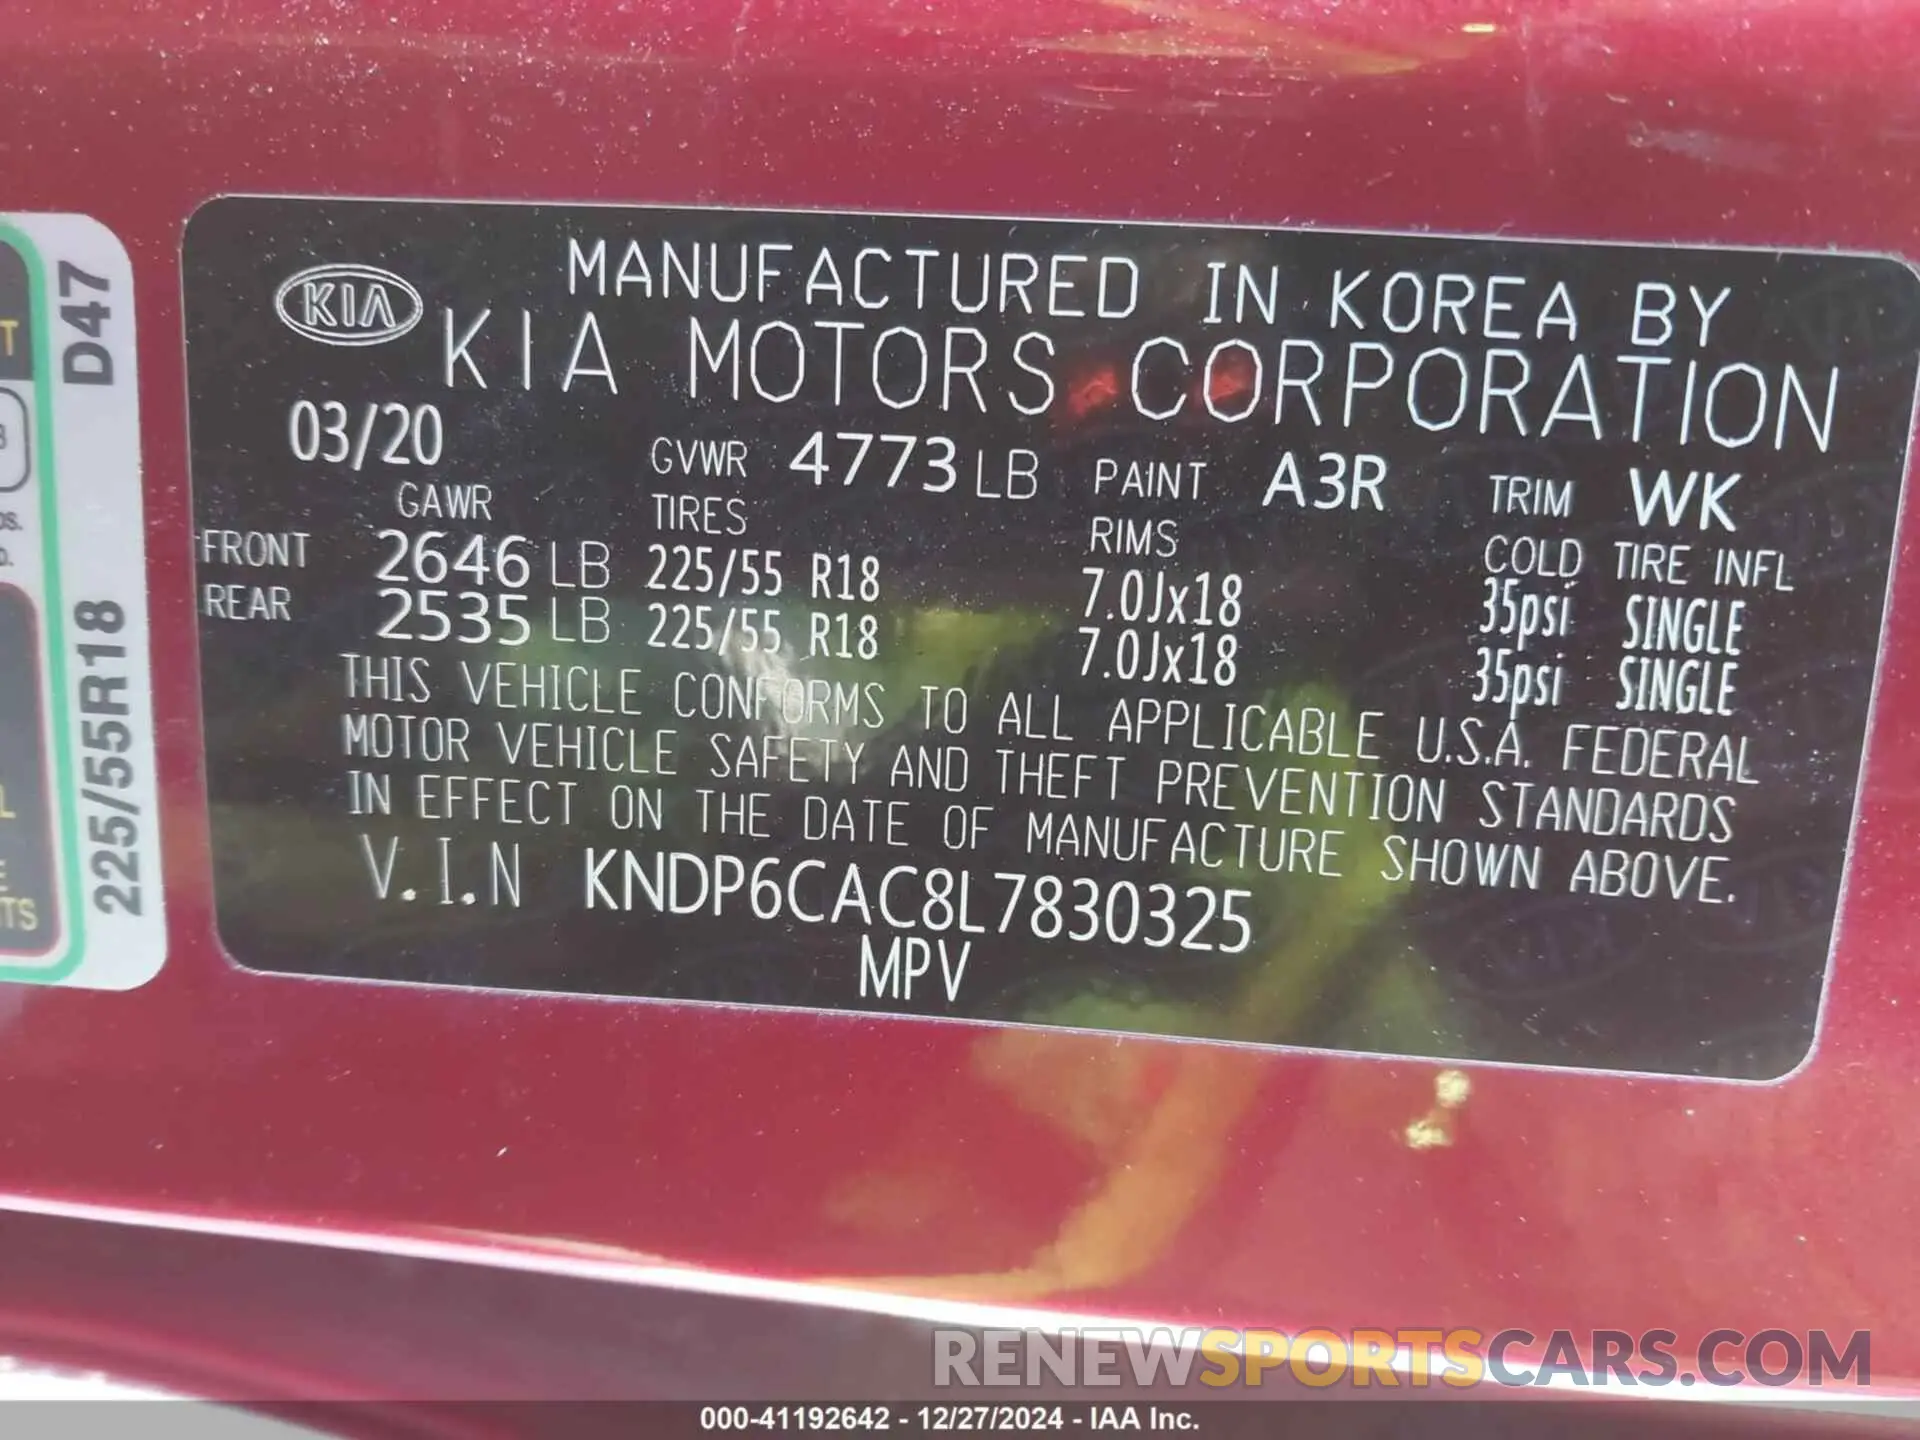 KIA
MANUFACTURED IN KOREA BY
KIA MOTORS CORPORATION
03/20 GVWR 4773 LB PAINT A3R TRIM WK
GAWR TIRES RIMS COLD TIRE INFL
FRONT 2646 LB 225/55 R18 7.0Jx18 35psi SINGLE
REAR 2535 LB 225/55 R18 7.0Jx18 35psi SINGLE
THIS VEHICLE CONFORMS TO ALL APPLICABLE U.S.A. FEDERAL
MOTOR VEHICLE SAFETY AND THEFT PREVENTION STANDARDS
IN EFFECT ON THE DATE OF MANUFACTURE SHOWN ABOVE.
V.I.N KNDP6CAC8L7830325
MPV
225/55R18 D47
RENEWSPORTSCARS.COM
000-41192642 - 12/27/2024 - IAA Inc.